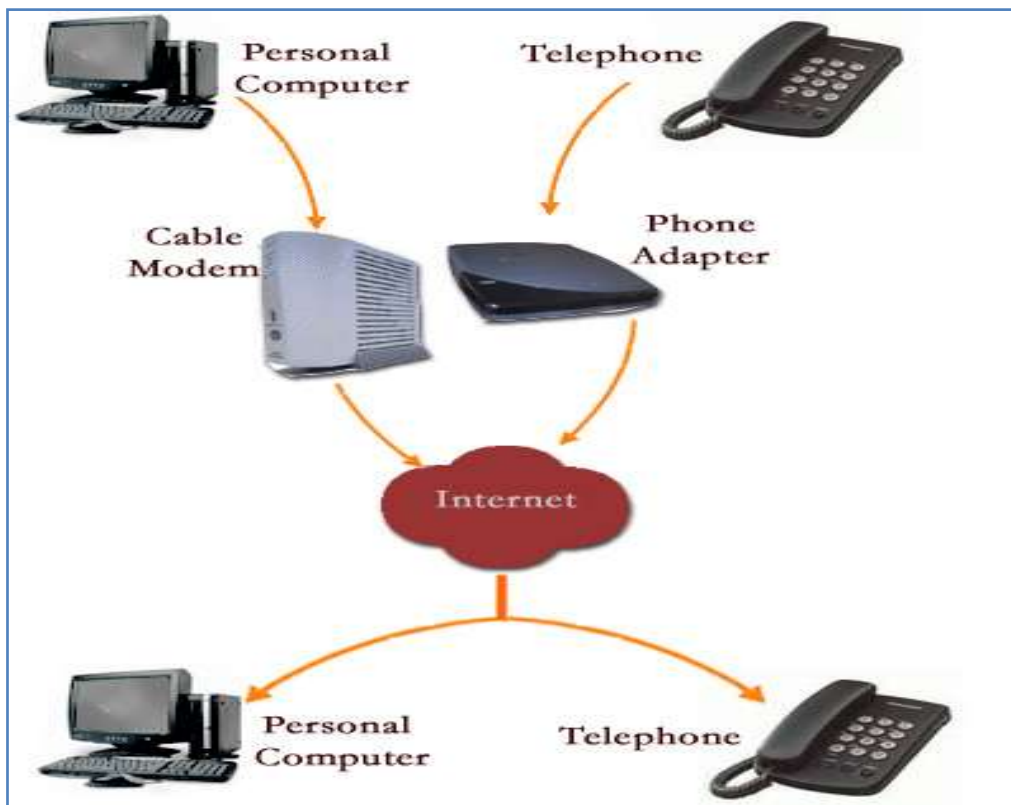 Personal
Computer
Telephone
Cable
Modem
Phone
Adapter
Internet
Personal
Computer
Telephone